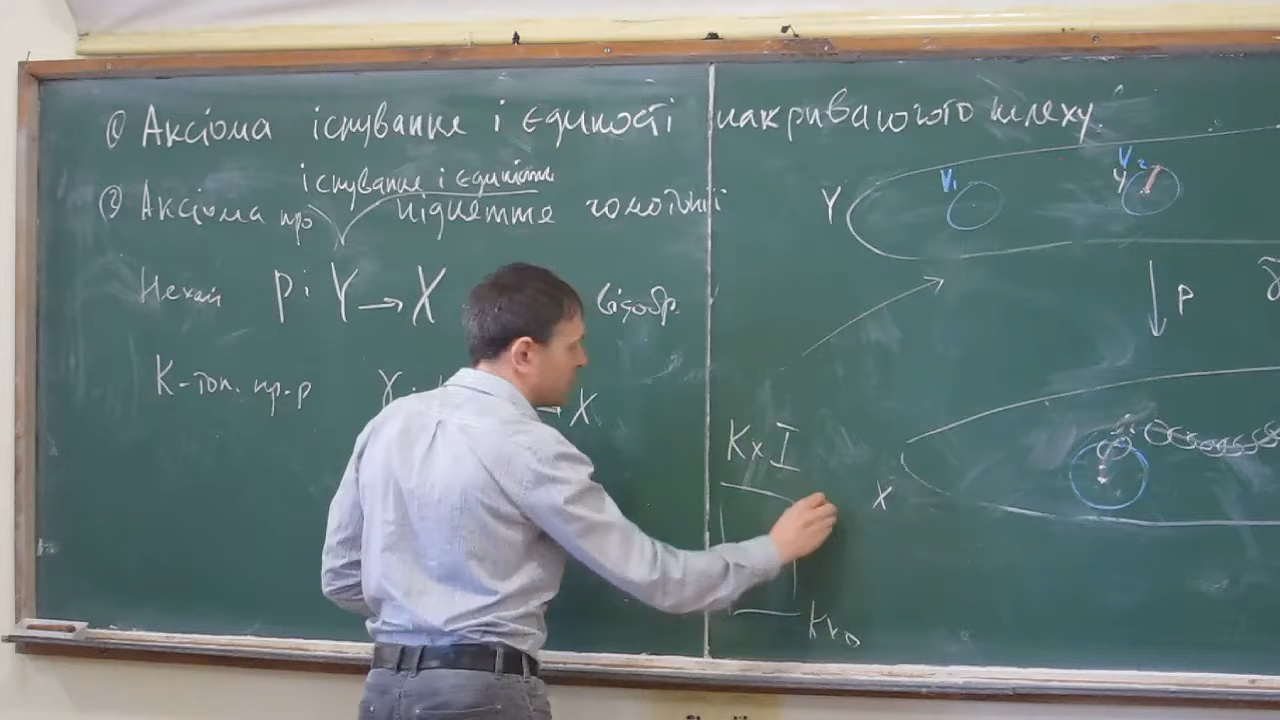 ① Аксіома існування і єдиності накриваючого шляху.
існування і єдиність
② Аксіома про підняття гомотопії
Нехай p: Y → X відобр.
K-топ. пр-р γ: X
Y V₁ V₂ y
p
K×I
X
K×0